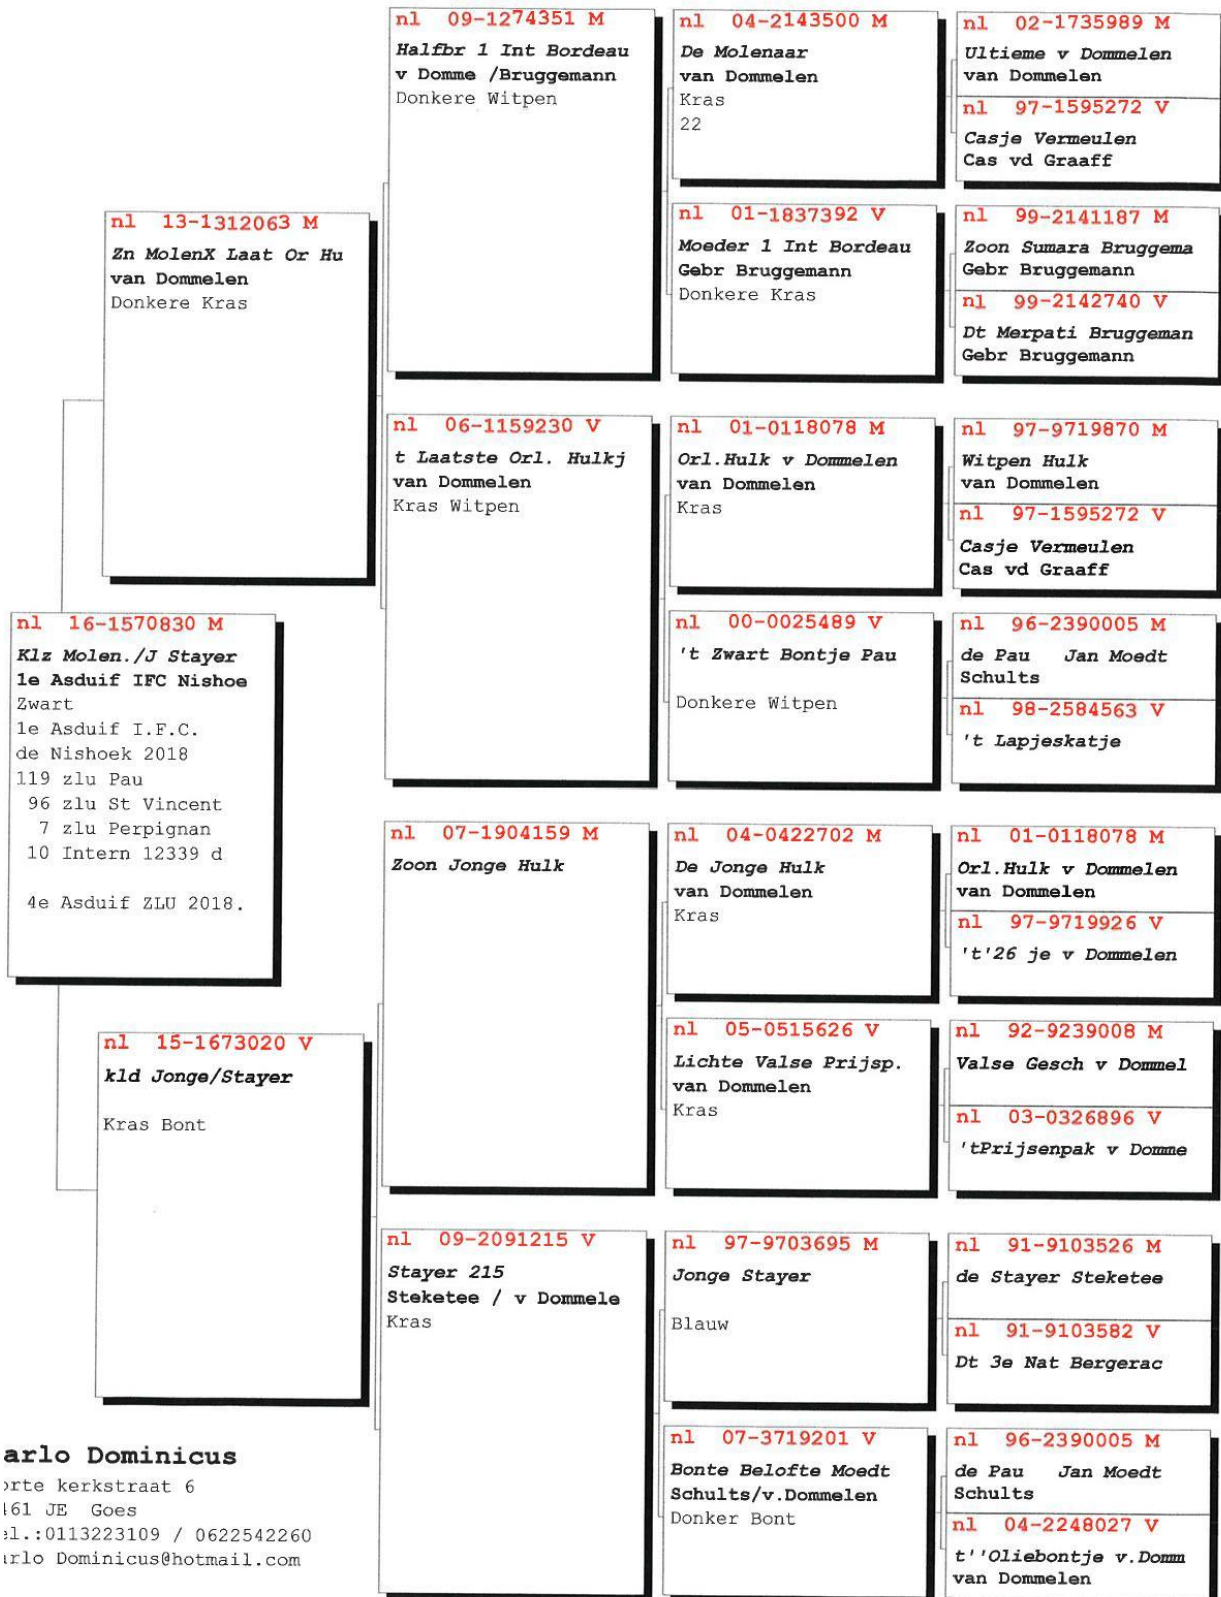 nl 16-1570830 M
Klz Molen./J Stayer
1e Asduif IFC Nishoe
Zwart
1e Asduif I.F.C.
de Nishoek 2018
119 zlu Pau
96 zlu St Vincent
7 zlu Perpignan
10 Intern 12339 d
4e Asduif ZLU 2018.
nl 13-1312063 M
Zn MolenX Laat Or Hu
van Dommelen
Donkere Kras
nl 15-1673020 V
kld Jonge/Stayer
Kras Bont
nl 09-1274351 M
Halfbr 1 Int Bordeau
v Domme /Bruggemann
Donkere Witpen
nl 06-1159230 V
t Laatste Orl. Hulkj
van Dommelen
Kras Witpen
nl 07-1904159 M
Zoon Jonge Hulk
nl 09-2091215 V
Stayer 215
Steketee / v Dommele
Kras
nl 04-2143500 M
De Molenaar
van Dommelen
Kras
22
nl 01-1837392 V
Moeder 1 Int Bordeau
Gebr Bruggemann
Donkere Kras
nl 01-0118078 M
Orl.Hulk v Dommelen
van Dommelen
Kras
nl 00-0025489 V
't Zwart Bontje Pau
Donkere Witpen
nl 04-0422702 M
De Jonge Hulk
van Dommelen
Kras
nl 05-0515626 V
Lichte Valse Prijsp.
van Dommelen
Kras
nl 97-9703695 M
Jonge Stayer
Blauw
nl 07-3719201 V
Bonte Belofte Moedt
Schults/v.Dommelen
Donker Bont
nl 02-1735989 M
Ultieme v Dommelen
van Dommelen
nl 97-1595272 V
Casje Vermeulen
Cas vd Graaff
nl 99-2141187 M
Zoon Sumara Bruggema
Gebr Bruggemann
nl 99-2142740 V
Dt Merpati Bruggeman
Gebr Bruggemann
nl 97-9719870 M
Witpen Hulk
van Dommelen
nl 97-1595272 V
Casje Vermeulen
Cas vd Graaff
nl 96-2390005 M
de Pau Jan Moedt
Schults
nl 98-2584563 V
't Lapjeskatje
nl 01-0118078 M
Orl.Hulk v Dommelen
van Dommelen
nl 97-9719926 V
't'26 je v Dommelen
nl 92-9239008 M
Valse Gesch v Dommel
nl 03-0326896 V
'tPrijsenpak v Domme
nl 91-9103526 M
de Stayer Steketee
nl 91-9103582 V
Dt 3e Nat Bergerac
nl 96-2390005 M
de Pau Jan Moedt
Schults
nl 04-2248027 V
t''Oliebontje v.Domm
van Dommelen
arlo Dominicus
orte kerkstraat 6
461 JE Goes
el.:0113223109 / 0622542260
arlo Dominicus@hotmail.com